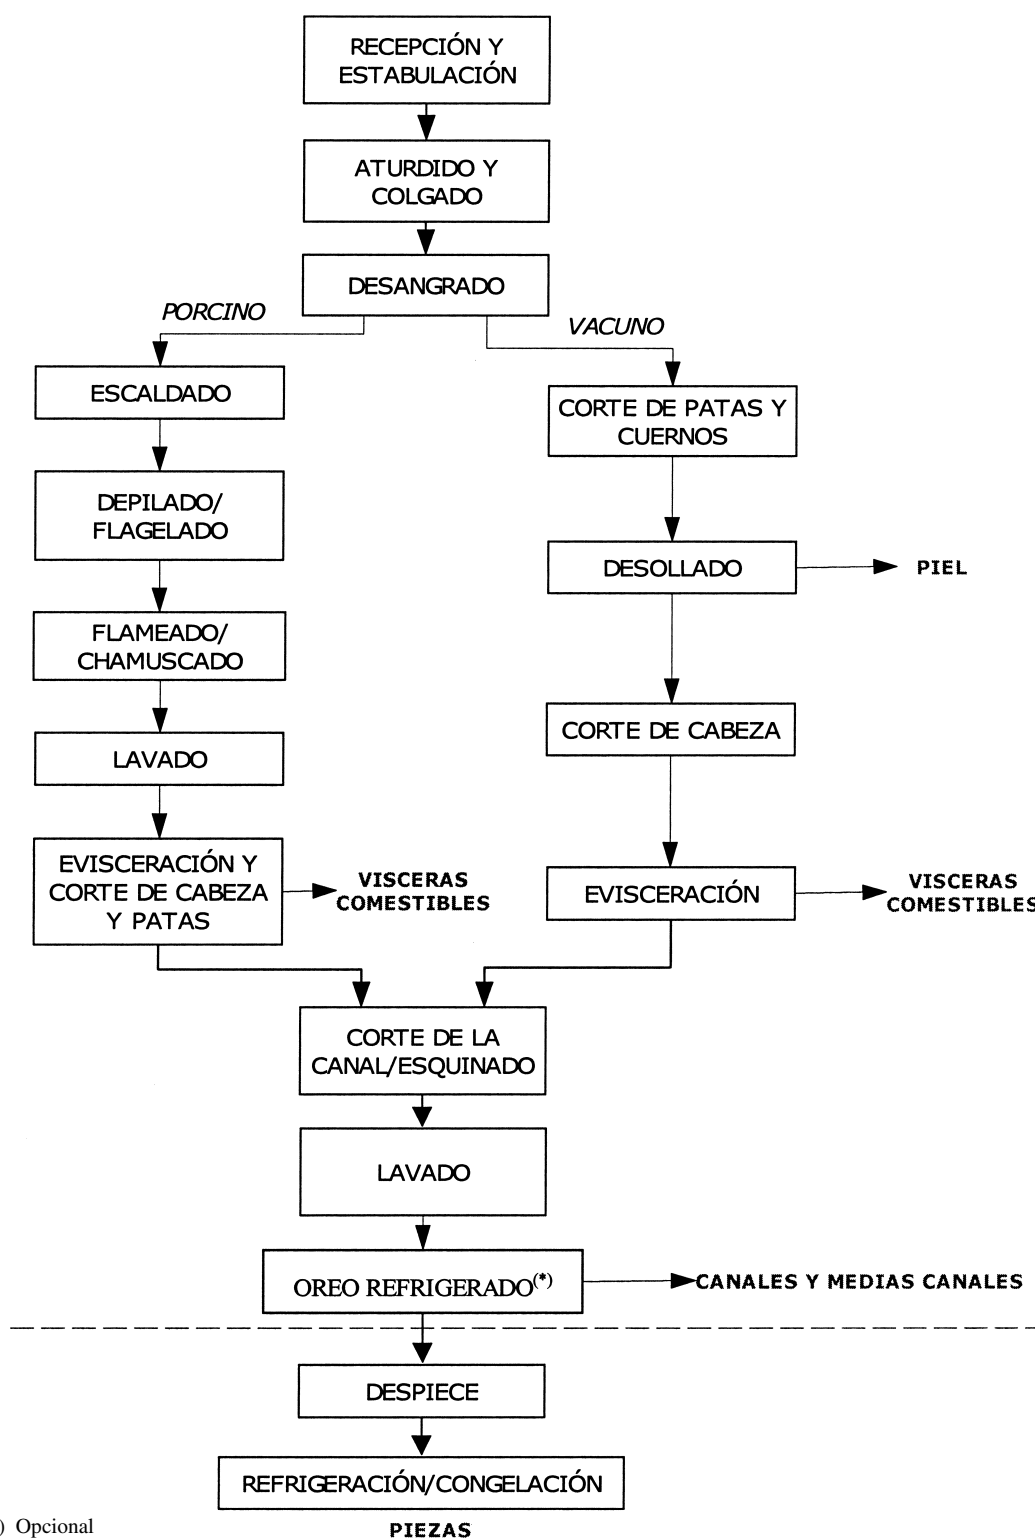 RECEPCIÓN Y
ESTABULACIÓN
ATURDIDO Y
COLGADO
DESANGRADO
PORCINO
VACUNO
ESCALDADO
CORTE DE PATAS Y
CUERNOS
DEPILADO/
FLAGELADO
DESOLLADO
PIEL
FLAMEADO/
CHAMUSCADO
CORTE DE CABEZA
LAVADO
EVISCERACIÓN Y
CORTE DE CABEZA
Y PATAS
VISCERAS
COMESTIBLES
EVISCERACIÓN
VISCERAS
COMESTIBLES
CORTE DE LA
CANAL/ESQUINADO
LAVADO
OREO REFRIGERADO(*)
CANALES Y MEDIAS CANALES
DESPIECE
REFRIGERACIÓN/CONGELACIÓN
) Opcional
PIEZAS